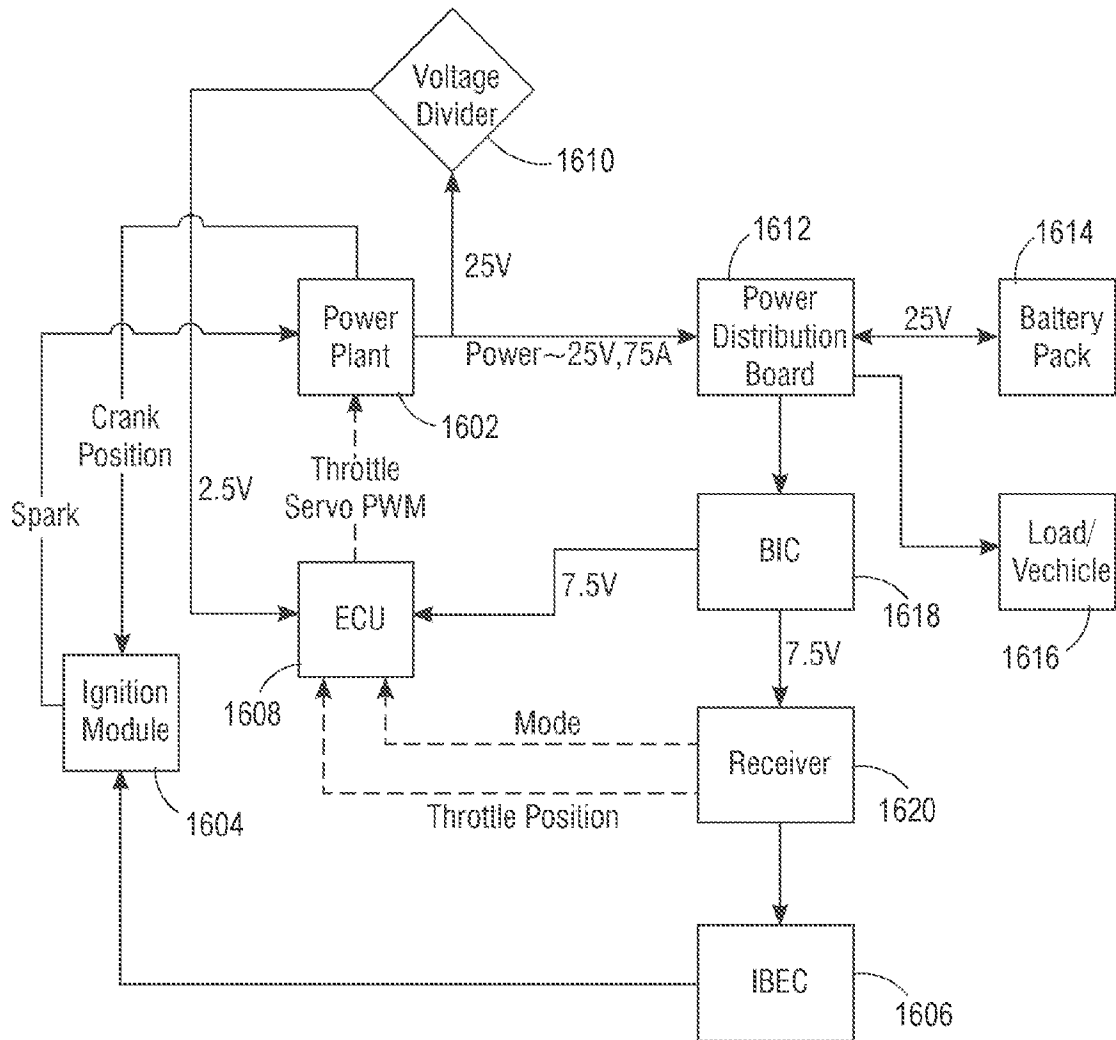 Voltage
Divider
1610
25V
1612
1614
Power
Plant
1602
Power~25V,75A
Power
Distribution
Board
25V
Battery
Pack
Crank
Position
Spark
2.5V
Throttle
Servo PWM
ECU
1608
7.5V
BIC
1618
7.5V
Load/
Vechicle
1616
Ignition
Module
1604
Mode
Throttle Position
Receiver
1620
IBEC
1606